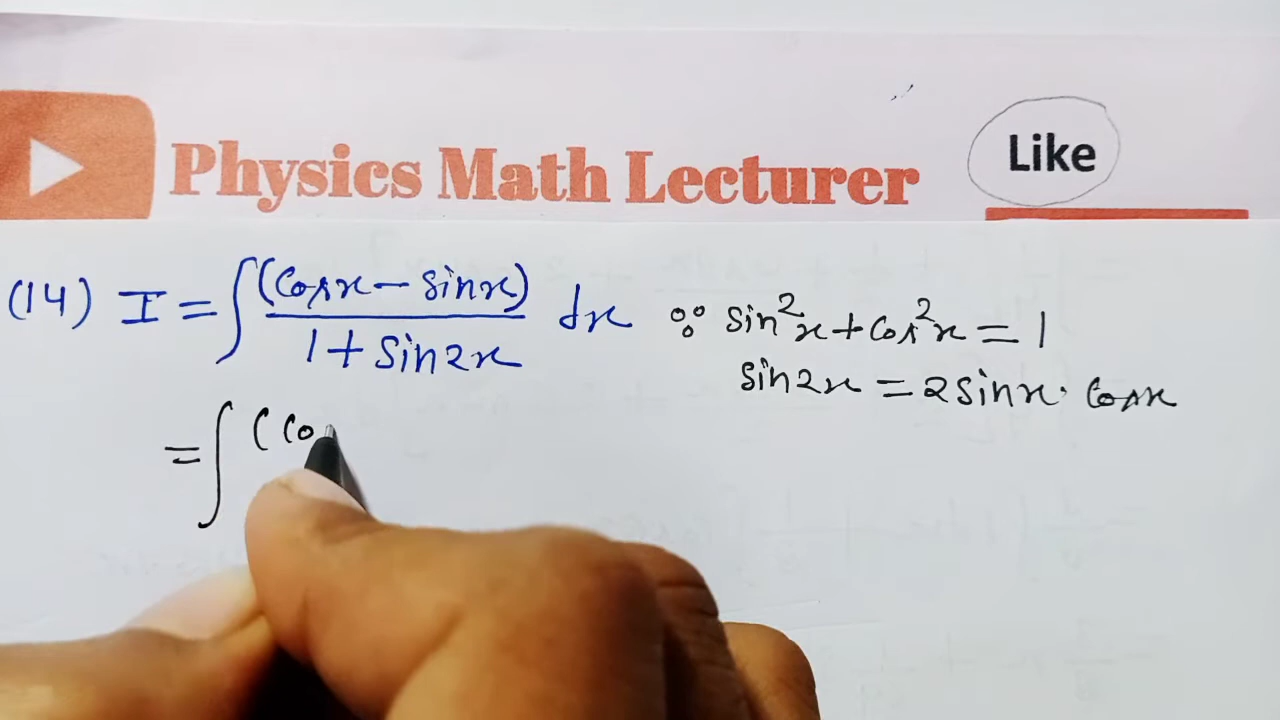 Physics Math Lecturer Like
(14) I = ∫ (cosx - sinx) / 1 + sin2x dx ∵ sin²x + cos²x = 1
sin2x = 2sinx · cosx
= ∫ (co